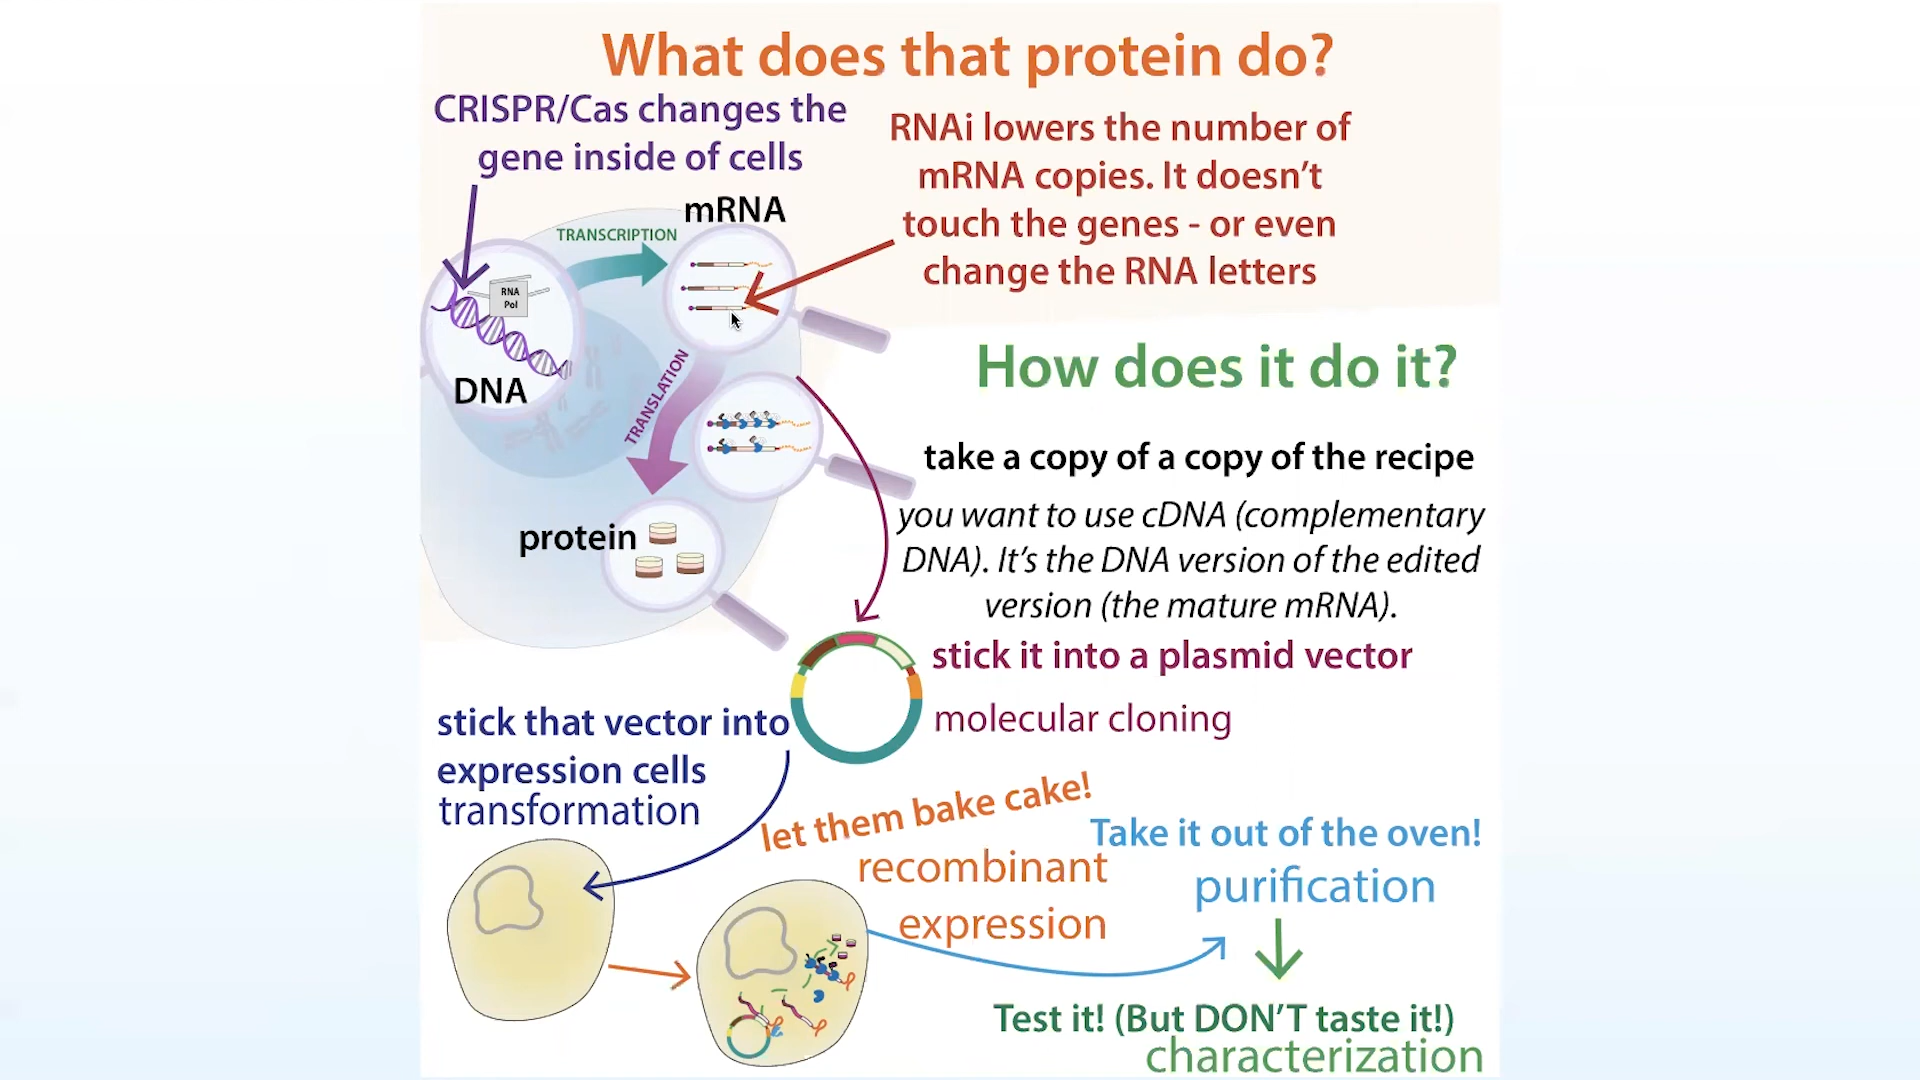 What does that protein do?
CRISPR/Cas changes the
gene inside of cells
RNAi lowers the number of
mRNA copies. It doesn’t
touch the genes - or even
change the RNA letters
mRNA
TRANSCRIPTION
RNA
Pol
DNA
TRANSLATION
protein
How does it do it?
take a copy of a copy of the recipe
you want to use cDNA (complementary
DNA). It’s the DNA version of the edited
version (the mature mRNA).
stick it into a plasmid vector
molecular cloning
stick that vector into
expression cells
transformation
let them bake cake!
recombinant
expression
Take it out of the oven!
purification
Test it! (But DON’T taste it!)
characterization